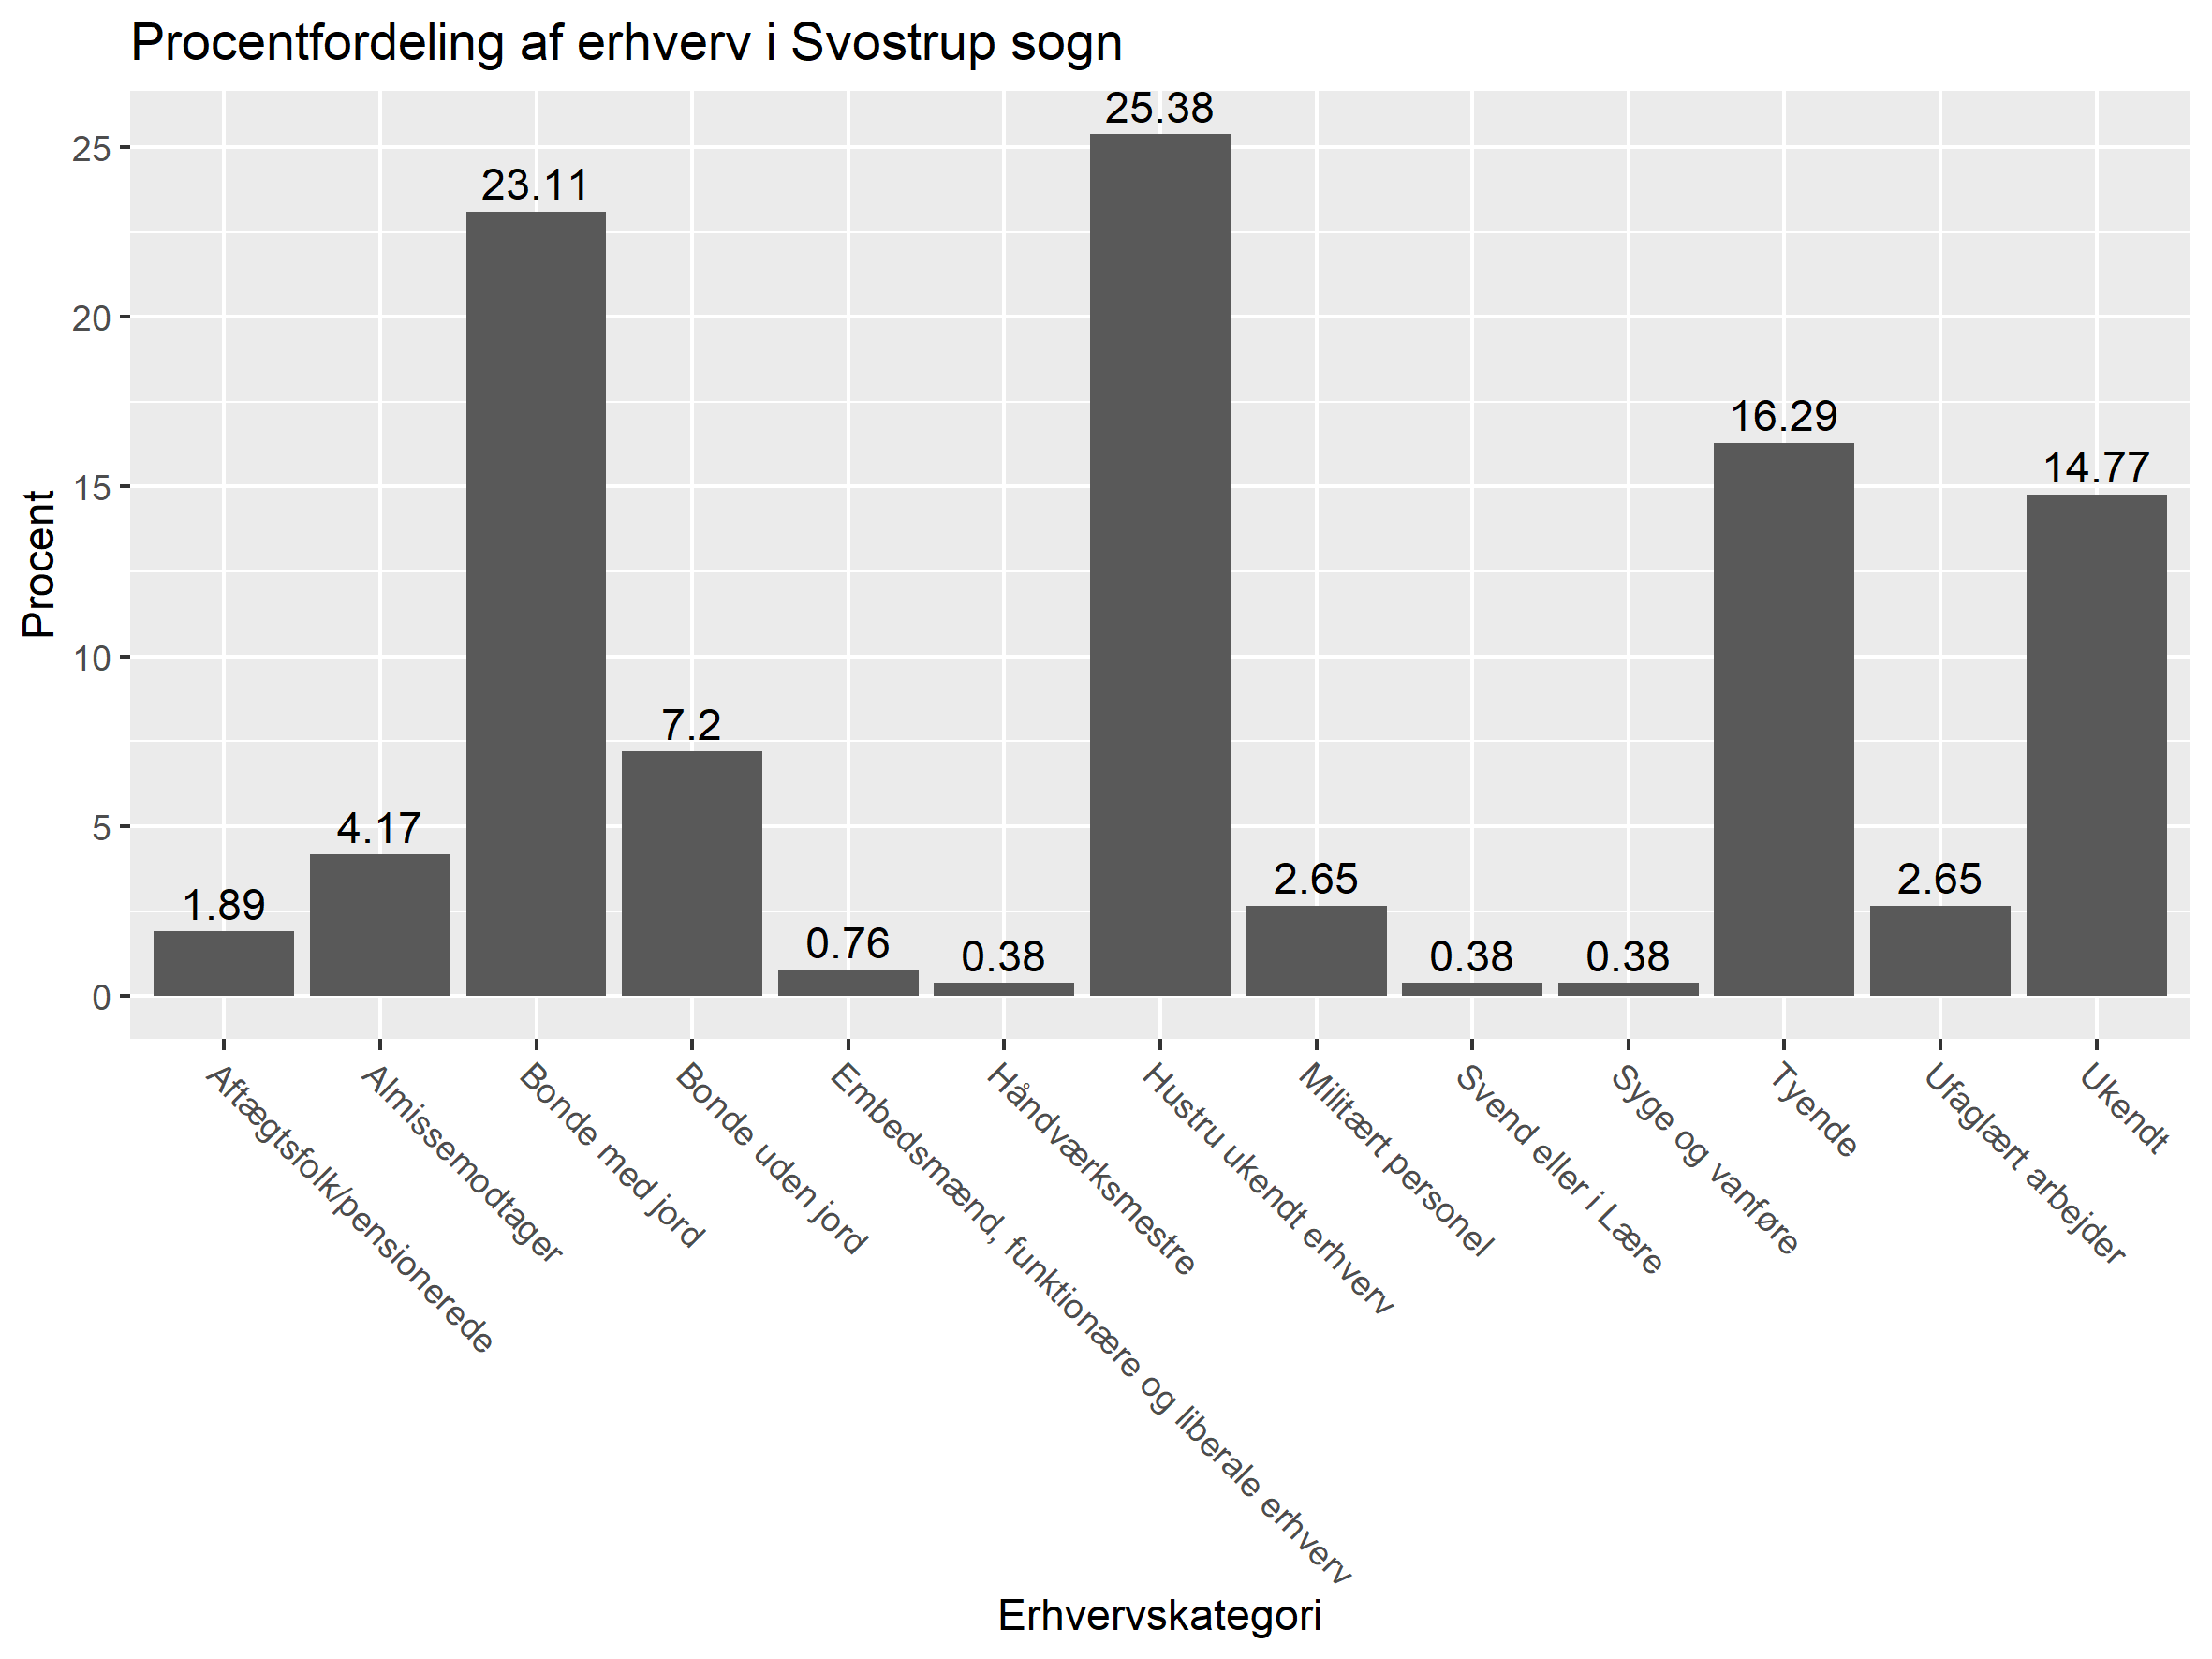 Procentfordeling af erhverv i Svostrup sogn
Procent
25
20
15
10
5
0
1.89
4.17
23.11
7.2
0.76
0.38
25.38
2.65
0.38
0.38
16.29
2.65
14.77
Aftægtsfolk/pensionerede
Almissemodtager
Bonde med jord
Bonde uden jord
Embedsmænd, funktionære og liberale erhverv
Håndværksmestre
Hustru ukendt erhverv
Militært personel
Svend eller i Lære
Syge og vanføre
Tyende
Ufaglært arbejder
Ukendt
Erhvervskategori